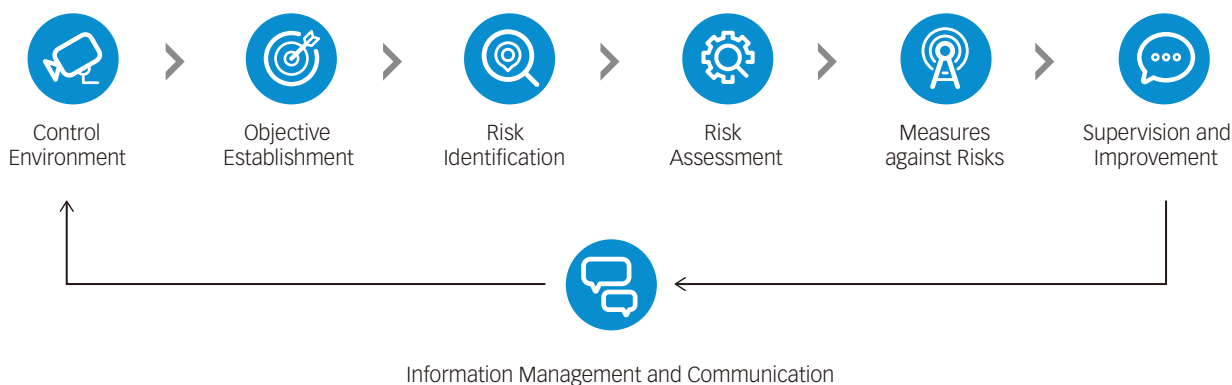 Control
Environment
Objective
Establishment
Risk
Identification
Risk
Assessment
Measures
against Risks
Supervision and
Improvement
Information Management and Communication